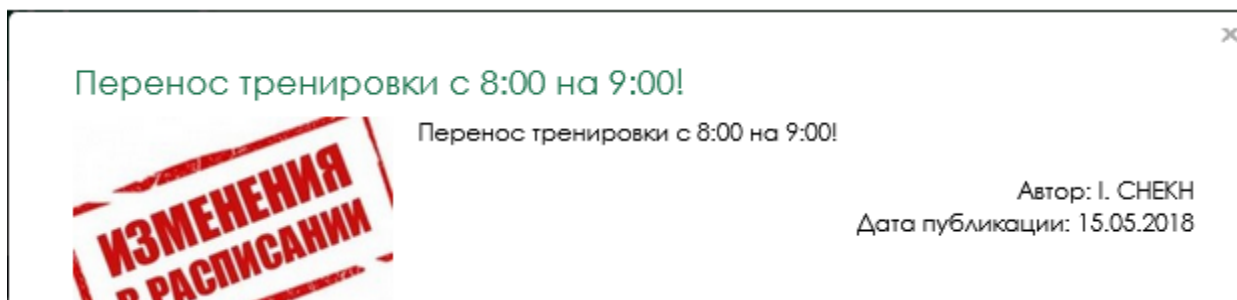 Перенос тренировки с 8:00 на 9:00!
Перенос тренировки с 8:00 на 9:00!
ИЗМЕНЕНИЯ
В РАСПИСАНИИ
Автор: I. CHEKH
Дата публикации: 15.05.2018